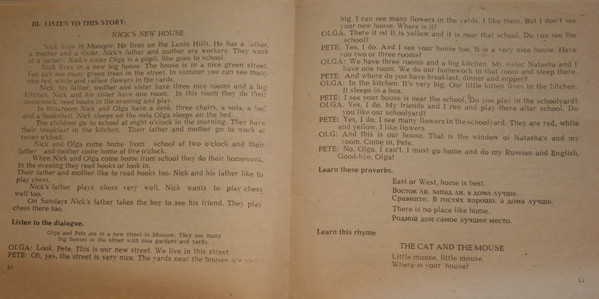 III. LISTEN TO THIS STORY:
NICK'S NEW HOUSE
Nick lives in Moscow. He lives on the Lenin Hills. He has a father,
a mother and a sister. Nick's father and mother are workers. They work
at a factory. Nick's sister Olga is a pupil. She goes to school.
Nick lives in a new big house. The house is in a nice green street.
You can see many green trees in the street. In summer you can see many
nice red, white and yellow flowers in the yards.
Nick his father, mother and sister have three nice rooms and a big
kitchen. Nick and his sister have one room. In this room they do their
homework, read books in the evening and play.
In this room Nick and Olga have a desk, three chairs, a sofa, a bed
and a bookshelf. Nick sleeps on the sofa, Olga sleeps on the bed.
The children go to school at eight o'clock in the morning. They have
their breakfast in the kitchen. Their father and mother go to work at
seven o'clock.
Nick and Olga come home from school at two o'clock and their
father and mother come home at five o'clock.
When Nick and Olga come home from school they do their homework.
In the evening they read books or look in.
Their father and mother like to read books too. Nick and his father like to
play chess.
Nick's father plays chess very well. Nick wants to play chess
well too.
On Sundays Nick's father takes the boy to see his friend. They play
chess there too.
Listen to the dialogue.
Olga and Pete are in a new street in Moscow. They see many
big houses in the street with nice gardens and yards.
OLGA: Look, Pete. This is our new street. We live in this street.
PETE: Oh, yes, the street is very nice. The yards near the houses are
10
big. I can see many flowers in the yards. I like them. But I don't see
your new house. Where is it?
OLGA: There it is! It is yellow and it is near that school. Do you see the
school?
PETE: Yes, I do. And I see your house too. It is a very nice house. Have
you two or three rooms?
OLGA: We have three rooms and a big kitchen. My sister Natasha and I
have one room. We do our homework in that room and sleep there.
PETE: And where do you have breakfast, dinner and supper?
OLGA: In the kitchen. It's very big. Our little kitten lives in the kitchen.
It sleeps in a box.
PETE: I see your house is near the school. Do you play in the schoolyard?
OLGA: Yes, I do. My friends and I run and play there after school. Do
you like our schoolyard?
PETE: Yes, I do. I see many flowers in the schoolyard. They are red, white
and yellow. I like flowers.
OLG: And this is our house. That is the window of Natasha's and my
room. Come in, Pete.
PETE: No, Olga, I can't. I must go home and do my Russian and English.
Good-bye, Olga!
Learn these proverbs.
East or West, home is best.
Восток ли, запад ли, а дома лучше.
Сравните: В гостях хорошо, а дома лучше.
There is no place like home.
Родной дом самое лучшее место.
Learn this rhyme
THE CAT AND THE MOUSE
Little mouse, little mouse,
Where is your house?
11